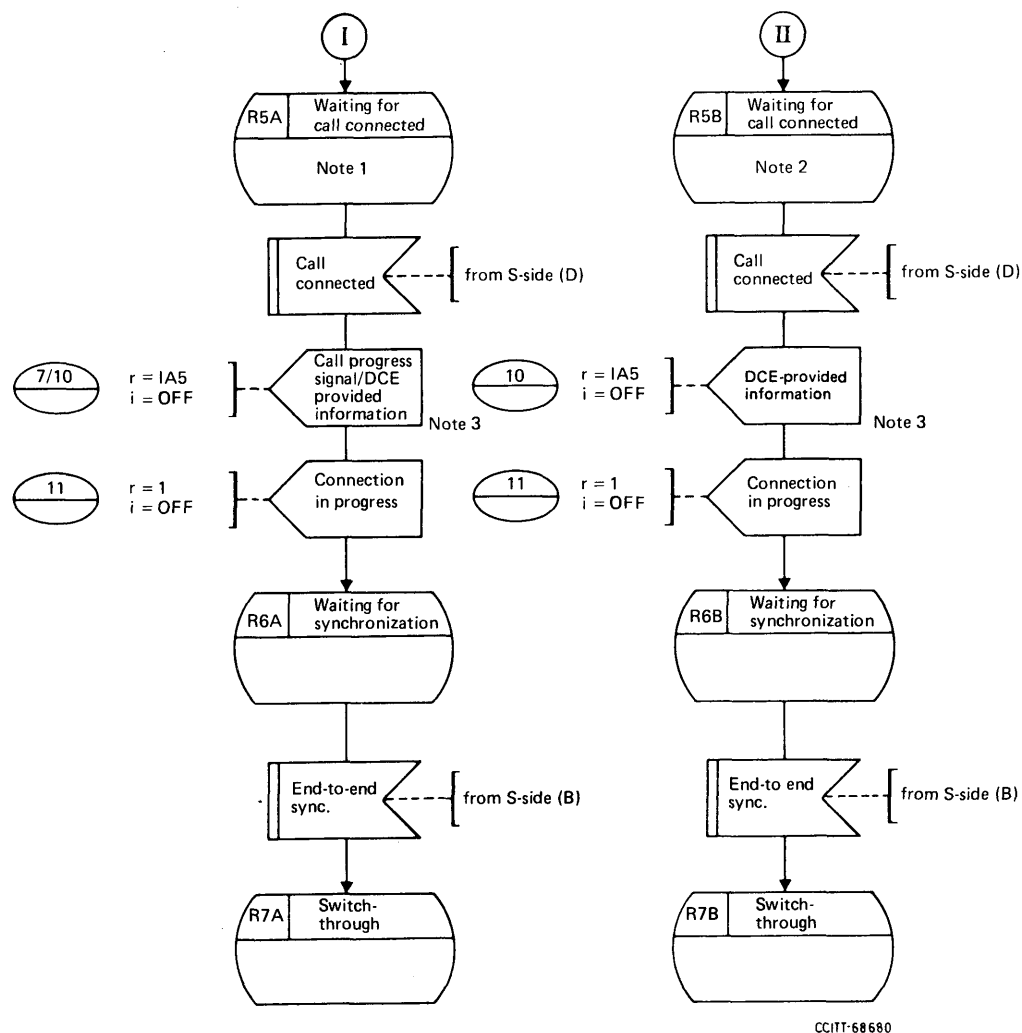 I
R5A
Waiting for
call connected
Note 1
Call
connected
from S-side (D)
7/10
r = IA5
i = OFF
Call progress
signal/DCE
provided
information
Note 3
11
r = 1
i = OFF
Connection
in progress
R6A
Waiting for
synchronization
End-to-end
sync.
from S-side (B)
R7A
Switch-
through
II
R5B
Waiting for
call connected
Note 2
Call
connected
from S-side (D)
10
r = IA5
i = OFF
DCE-provided
information
Note 3
11
r = 1
i = OFF
Connection
in progress
R6B
Waiting for
synchronization
End-to end
sync.
from S-side (B)
R7B
Switch-
through
CCITT-68680